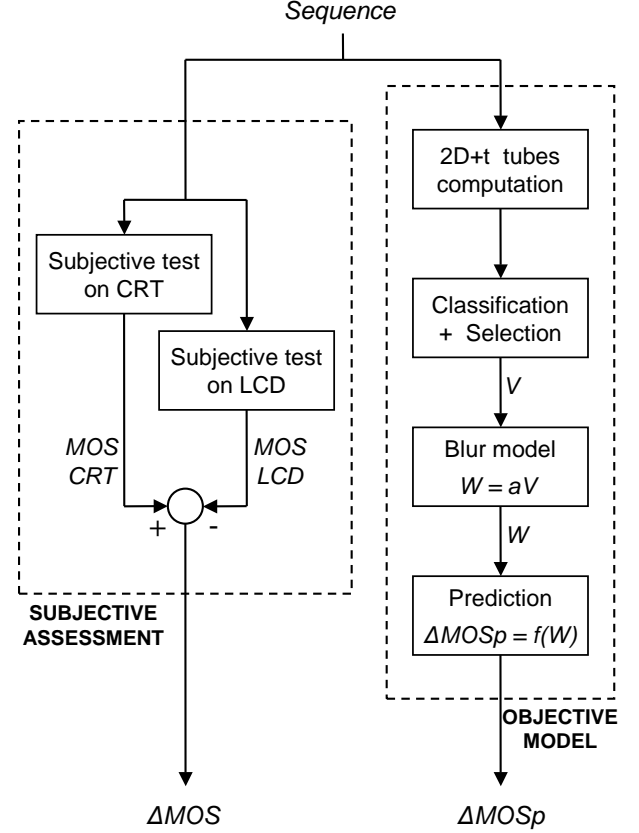 Sequence
2D+t tubes
computation
Subjective test
on CRT
Classification
+ Selection
Subjective test
on LCD
V
MOS
CRT
MOS
LCD
Blur model
W = aV
+
-
W
Prediction
ΔMOSp = f(W)
SUBJECTIVE
ASSESSMENT
OBJECTIVE
MODEL
ΔMOS
ΔMOSp